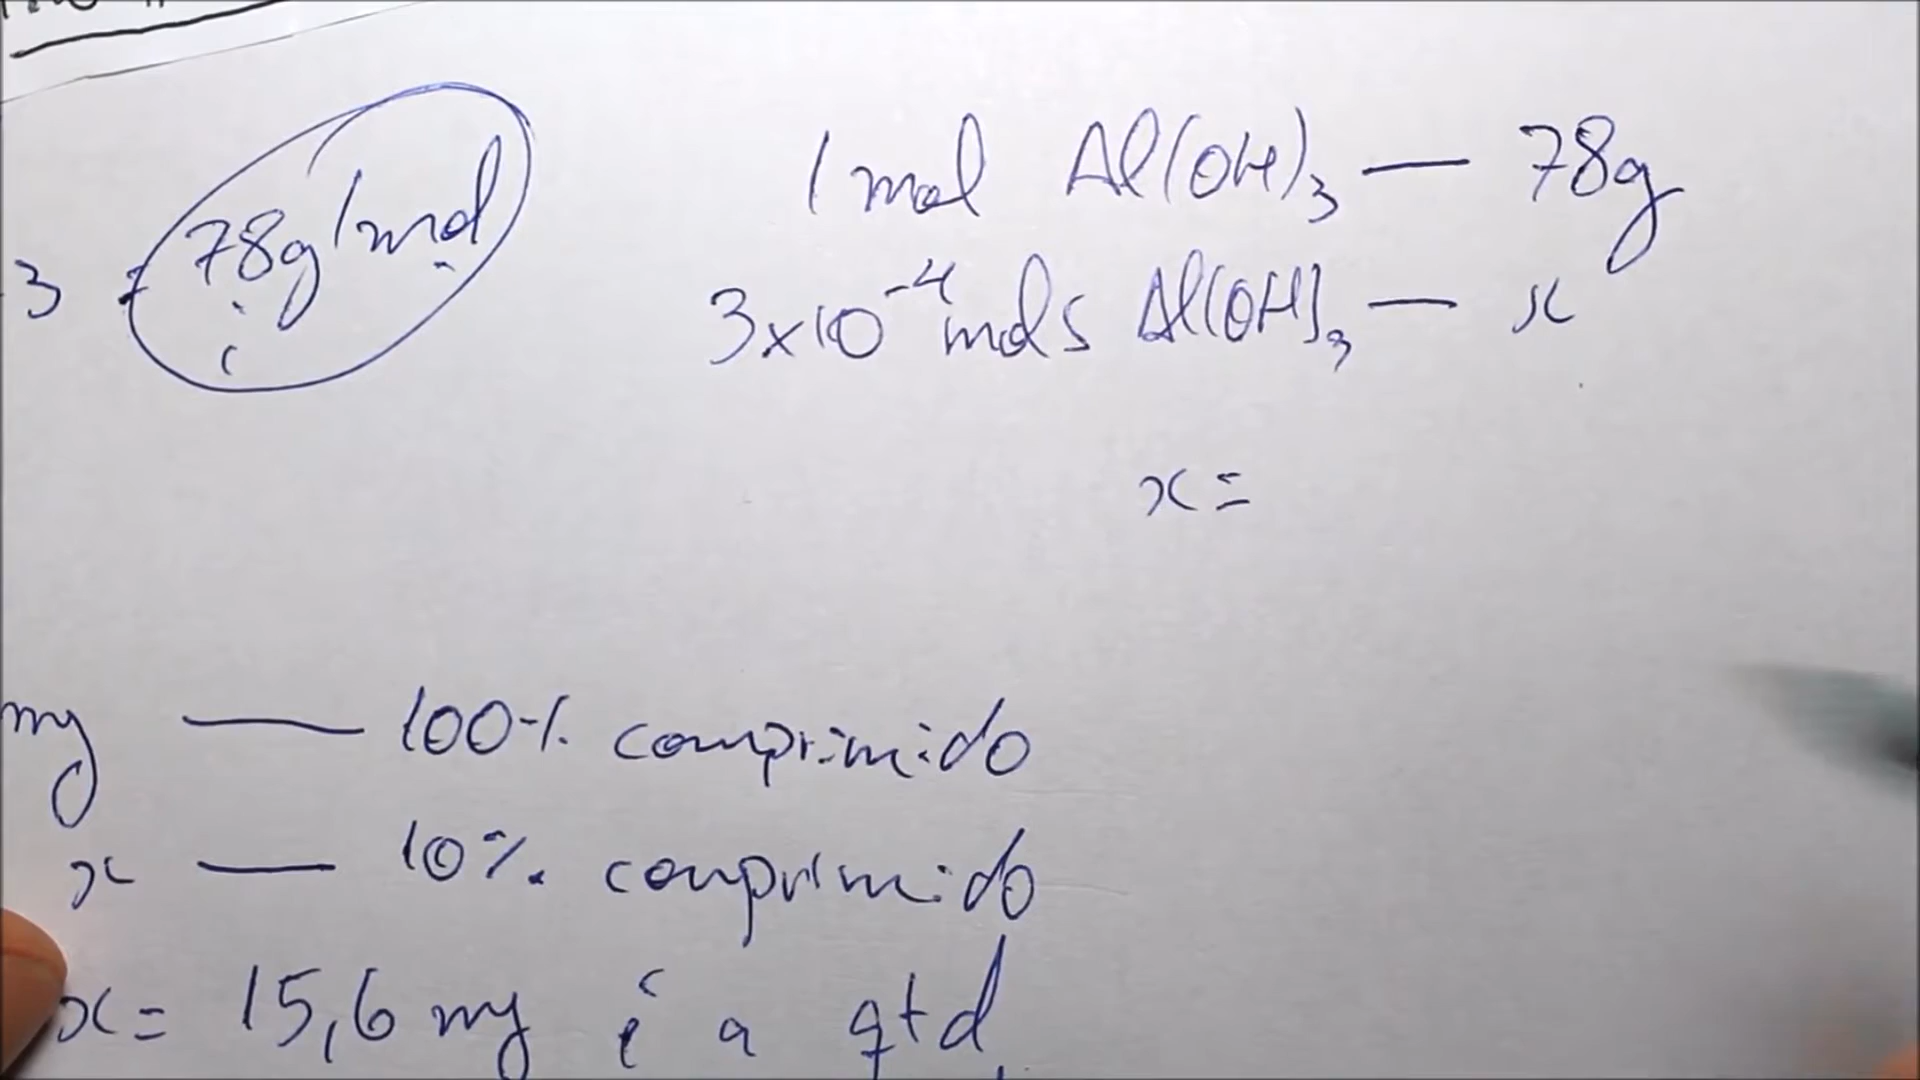 3 = 78g/mol
1 mol Al(OH)3 — 78g
3x10-4 mols Al(OH)3 — x
x =
mg — 100% comprimido
x — 10% comprimido
x = 15,6 mg é a qtd